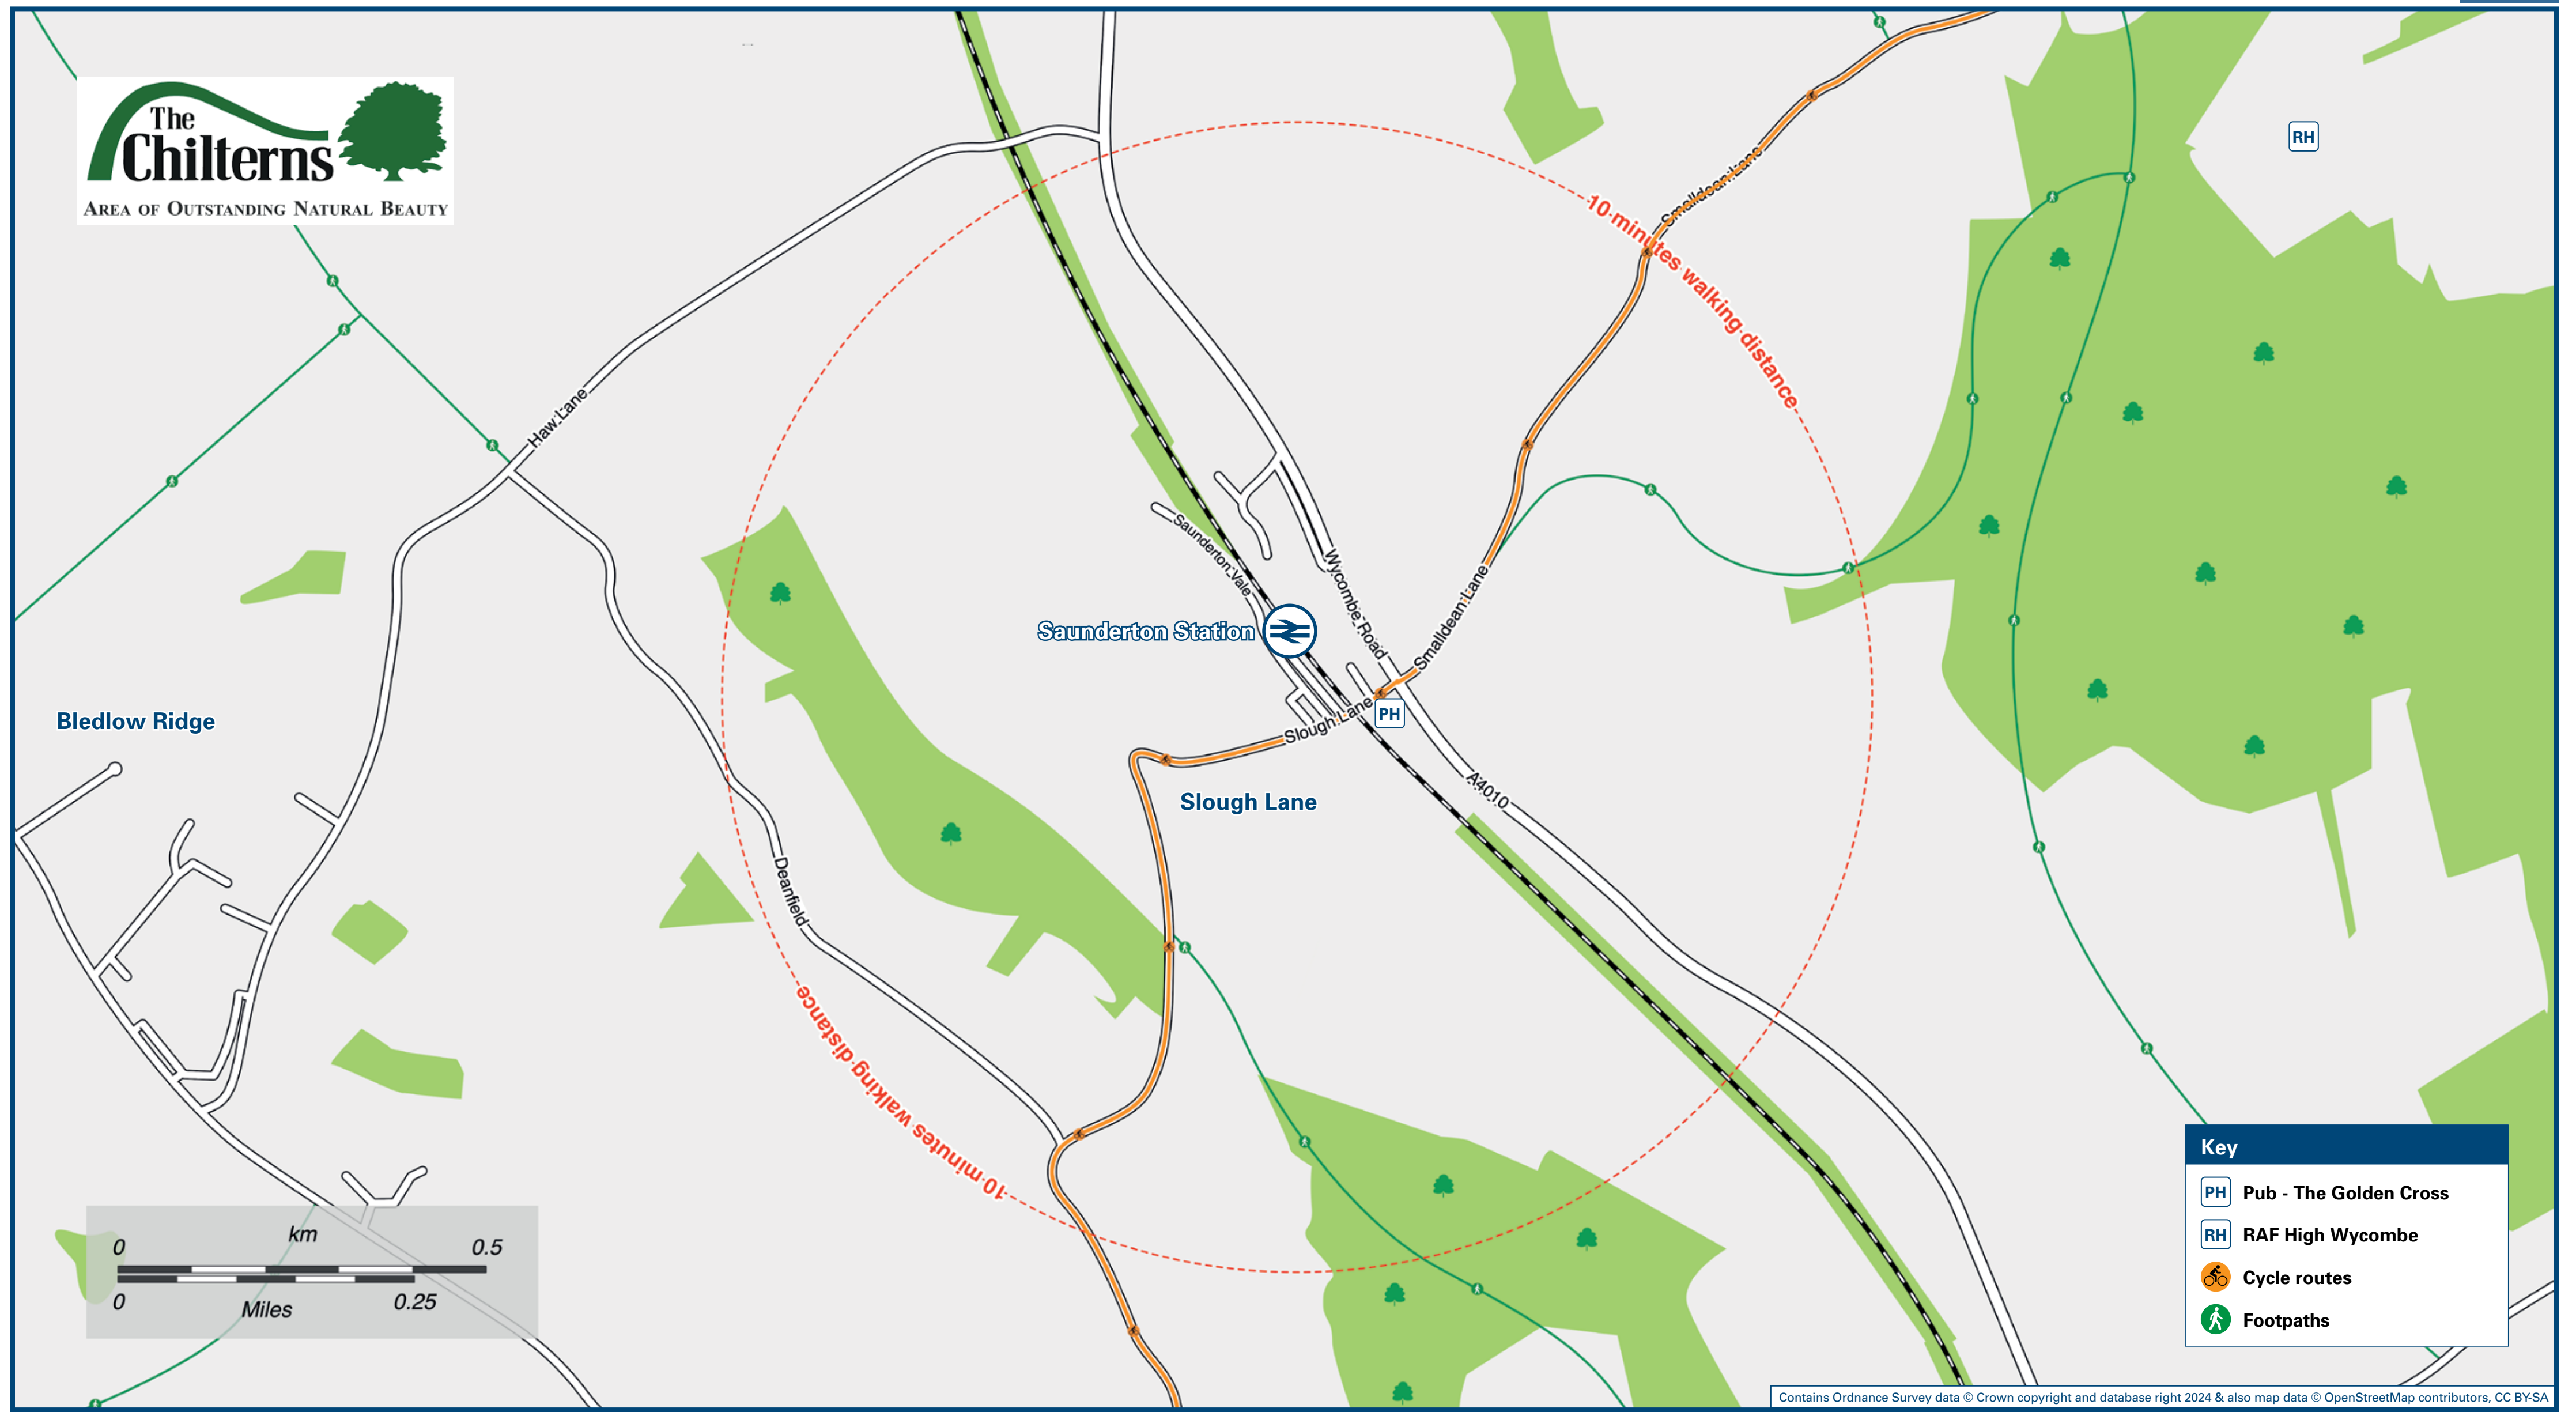 The
Chilterns
AREA OF OUTSTANDING NATURAL BEAUTY
RH
Smalldean Lane
10 minutes walking distance
Haw Lane
Saunderton Vale
Wycombe Road
Smalldean Lane
Saunderton Station
PH
Slough Lane
Bledlow Ridge
A4010
Slough Lane
Deanfield
10 minutes walking distance
km
0 0.5
0 0.25
Miles
Key
PH Pub - The Golden Cross
RH RAF High Wycombe
Cycle routes
Footpaths
Contains Ordnance Survey data © Crown copyright and database right 2024 & also map data © OpenStreetMap contributors, CC BY-SA